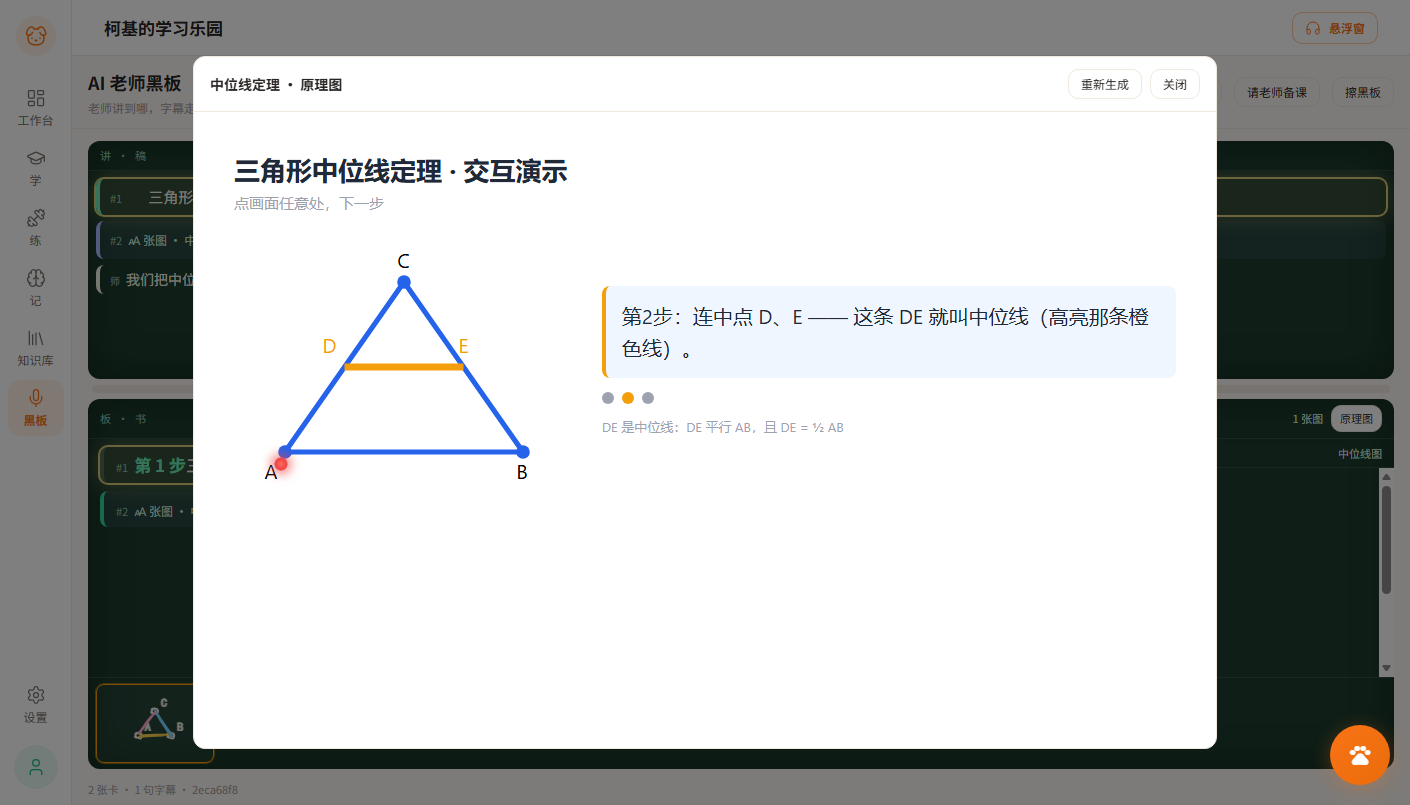 柯基的学习乐园
悬浮窗
工作台
学
练
记
知识库
黑板
设置
AI 老师黑板
老师讲到哪，字幕走
请老师备课
擦黑板
讲 · 稿
#1 三角形
#2 张图 · 中
师 我们把中位
板 · 书
1 张图
原理图
#1 第 1 步三
中位线图
#2 张图 ·
C
A
B
2 张卡 · 1 句字幕 · 2eca68f8
中位线定理 · 原理图
重新生成
关闭
三角形中位线定理 · 交互演示
点画面任意处，下一步
C
D
E
A
B
第2步：连中点 D、E —— 这条 DE 就叫中位线（高亮那条橙
色线）。
DE 是中位线：DE 平行 AB，且 DE = ½ AB